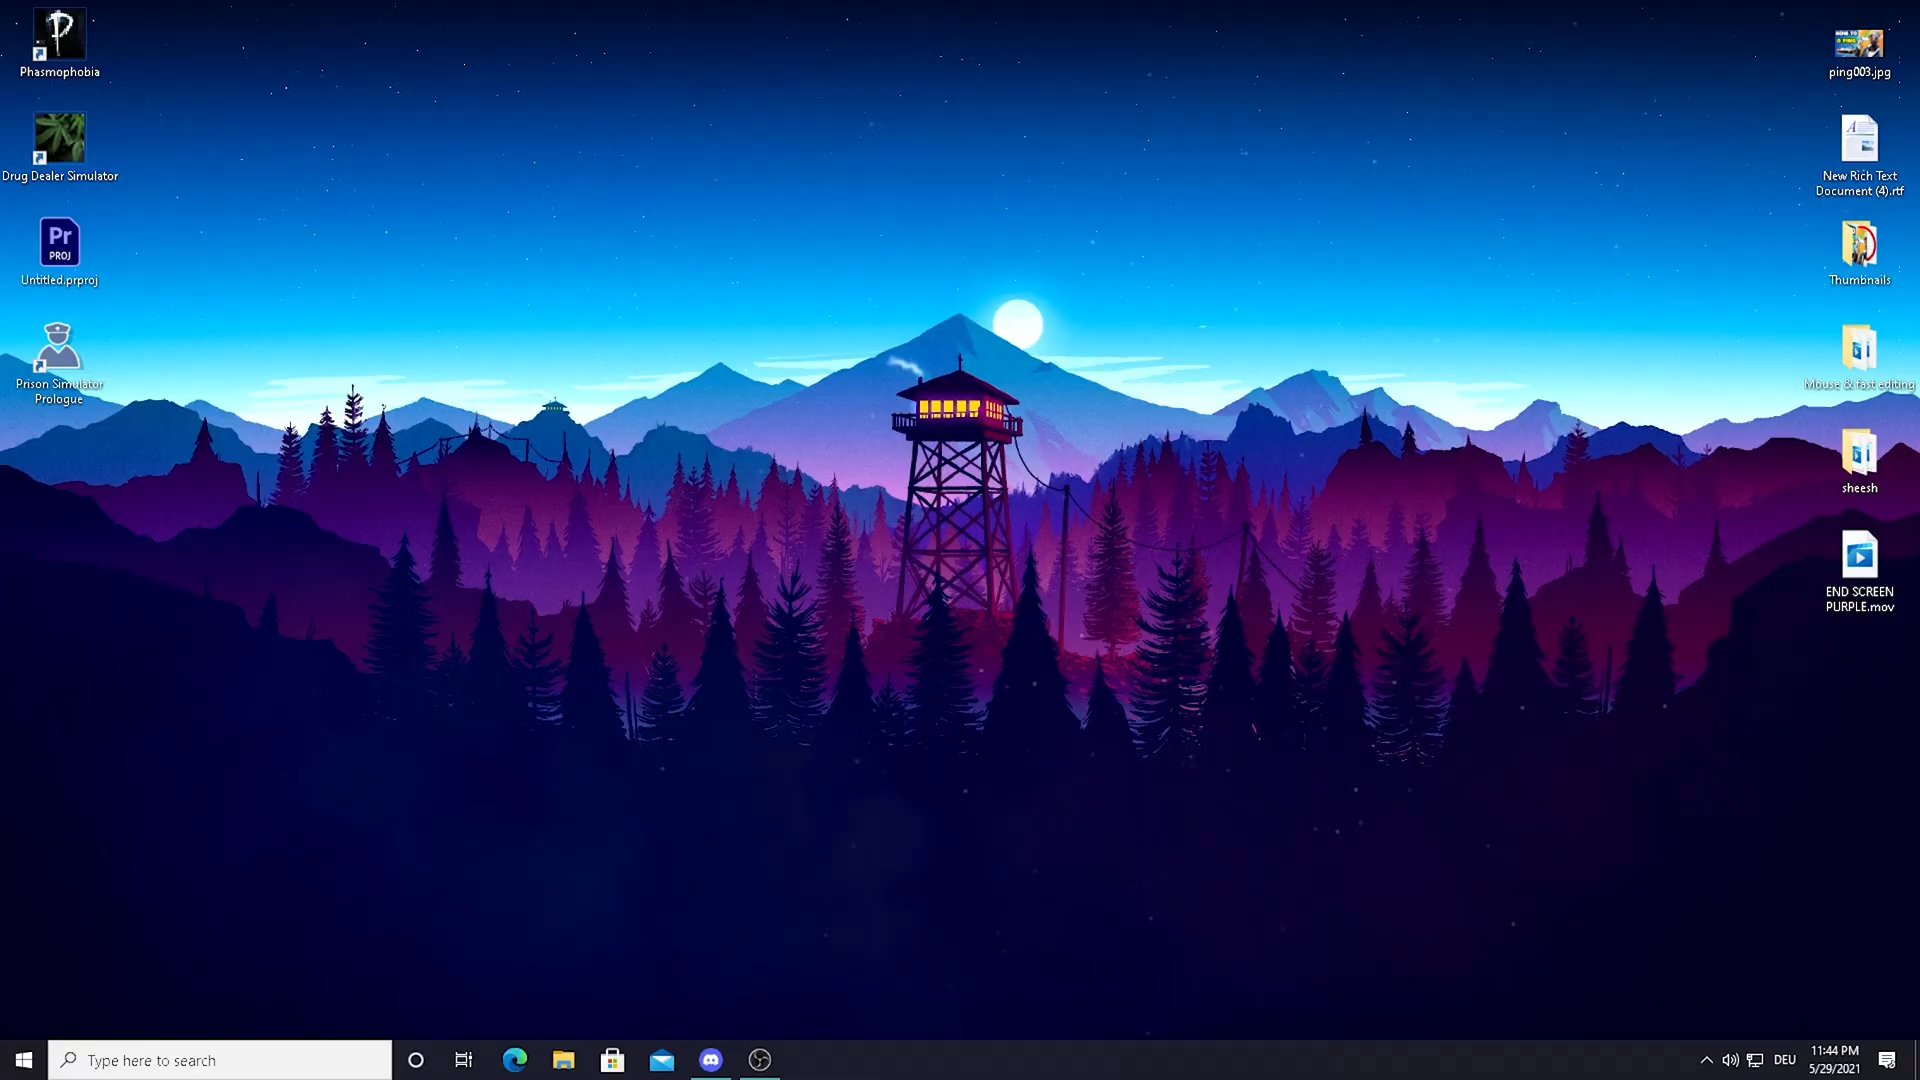 Phasmophobia
Drug Dealer Simulator
Pr
PROJ
Untitled.prproj
Prison Simulator
Prologue
ping003.jpg
New Rich Text
Document (4).rtf
Thumbnails
Mouse & fast editing
sheesh
END SCREEN
PURPLE.mov
Type here to search
DEU
11:44 PM
5/29/2021